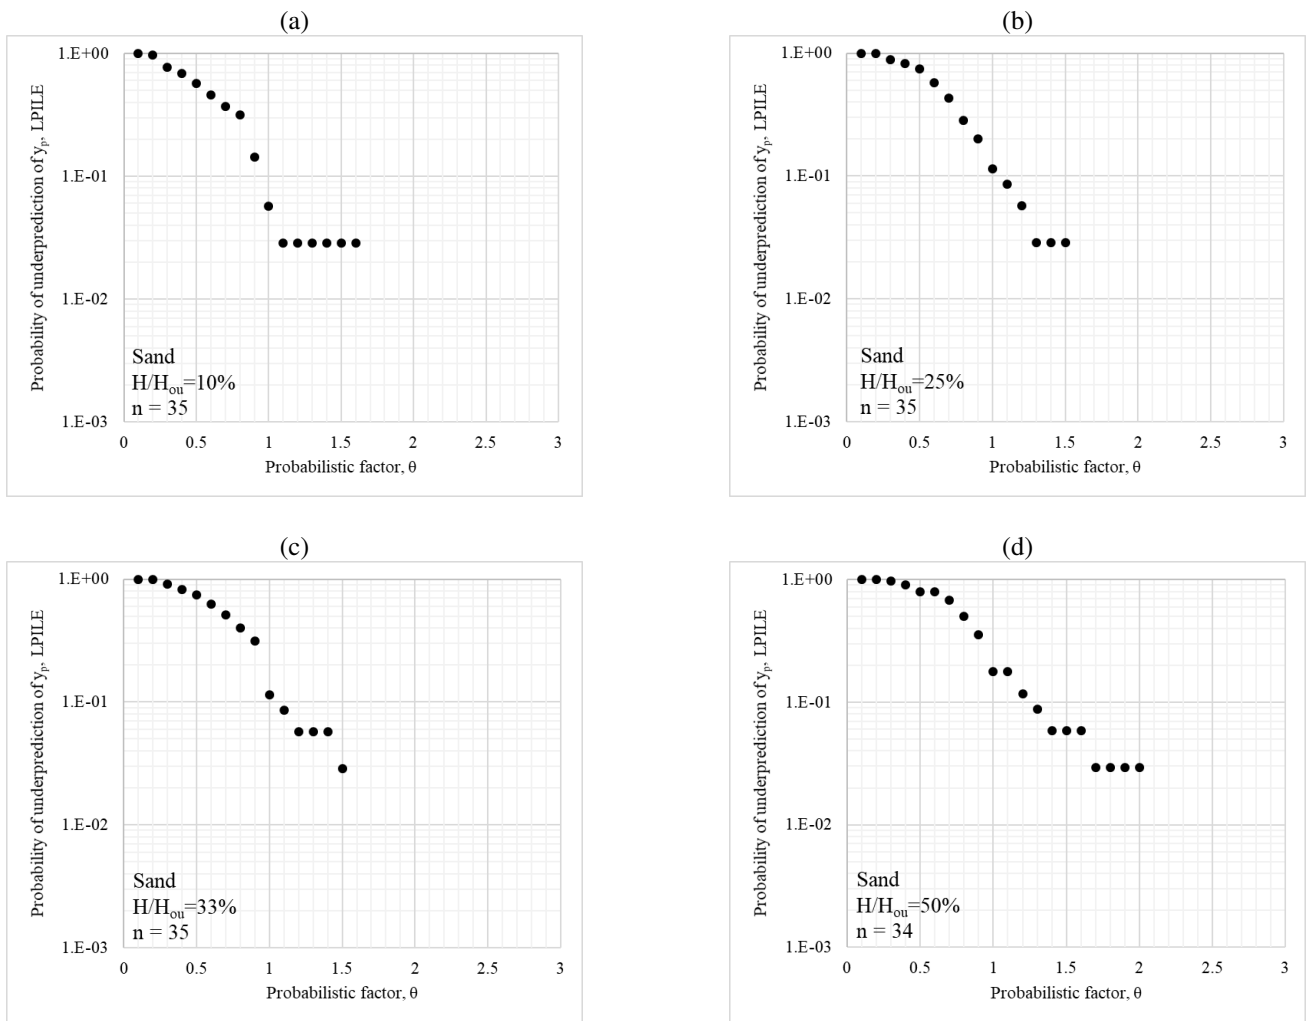 (a)
Probability of underprediction of yp, LPILE
1.E+00
1.E-01
1.E-02
1.E-03
Sand
H/Hou=10%
n = 35
0 0.5 1 1.5 2 2.5 3
Probabilistic factor, θ
(b)
Probability of underprediction of yp, LPILE
1.E+00
1.E-01
1.E-02
1.E-03
Sand
H/Hou=25%
n = 35
0 0.5 1 1.5 2 2.5 3
Probabilistic factor, θ
(c)
Probability of underprediction of yp, LPILE
1.E+00
1.E-01
1.E-02
1.E-03
Sand
H/Hou=33%
n = 35
0 0.5 1 1.5 2 2.5 3
Probabilistic factor, θ
(d)
Probability of underprediction of yp, LPILE
1.E+00
1.E-01
1.E-02
1.E-03
Sand
H/Hou=50%
n = 34
0 0.5 1 1.5 2 2.5 3
Probabilistic factor, θ